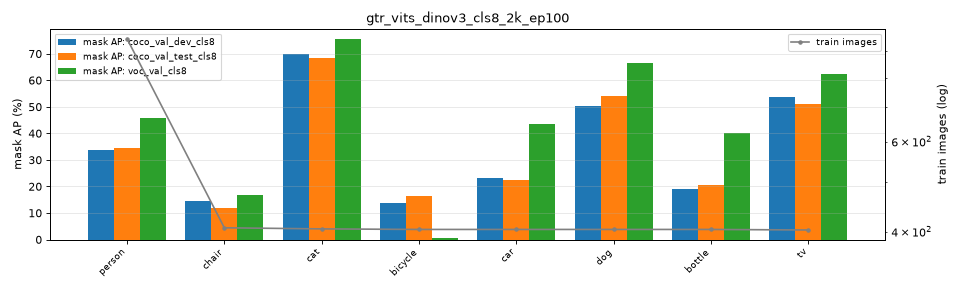 gtr_vits_dinov3_cls8_2k_ep100
mask AP: coco_val_dev_cls8
mask AP: coco_val_test_cls8
mask AP: voc_val_cls8
train images
mask AP (%)
70
60
50
40
30
20
10
0
train images (log)
6 × 10²
4 × 10²
person
chair
cat
bicycle
car
dog
bottle
tv